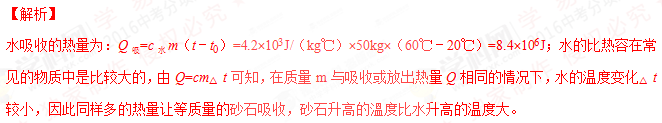 【解析】
水吸收的热量为：Q吸=c水m（t﹣t₀）=4.2×10³J/（kg℃）×50kg×（60℃﹣20℃）=8.4×10⁶J；水的比热容在常
见的物质中是比较大的，由 Q=cm△ t 可知，在质量 m 与吸收或放出热量 Q 相同的情况下，水的温度变化△ t
较小，因此同样多的热量让等质量的砂石吸收，砂石升高的温度比水升高的温度大。